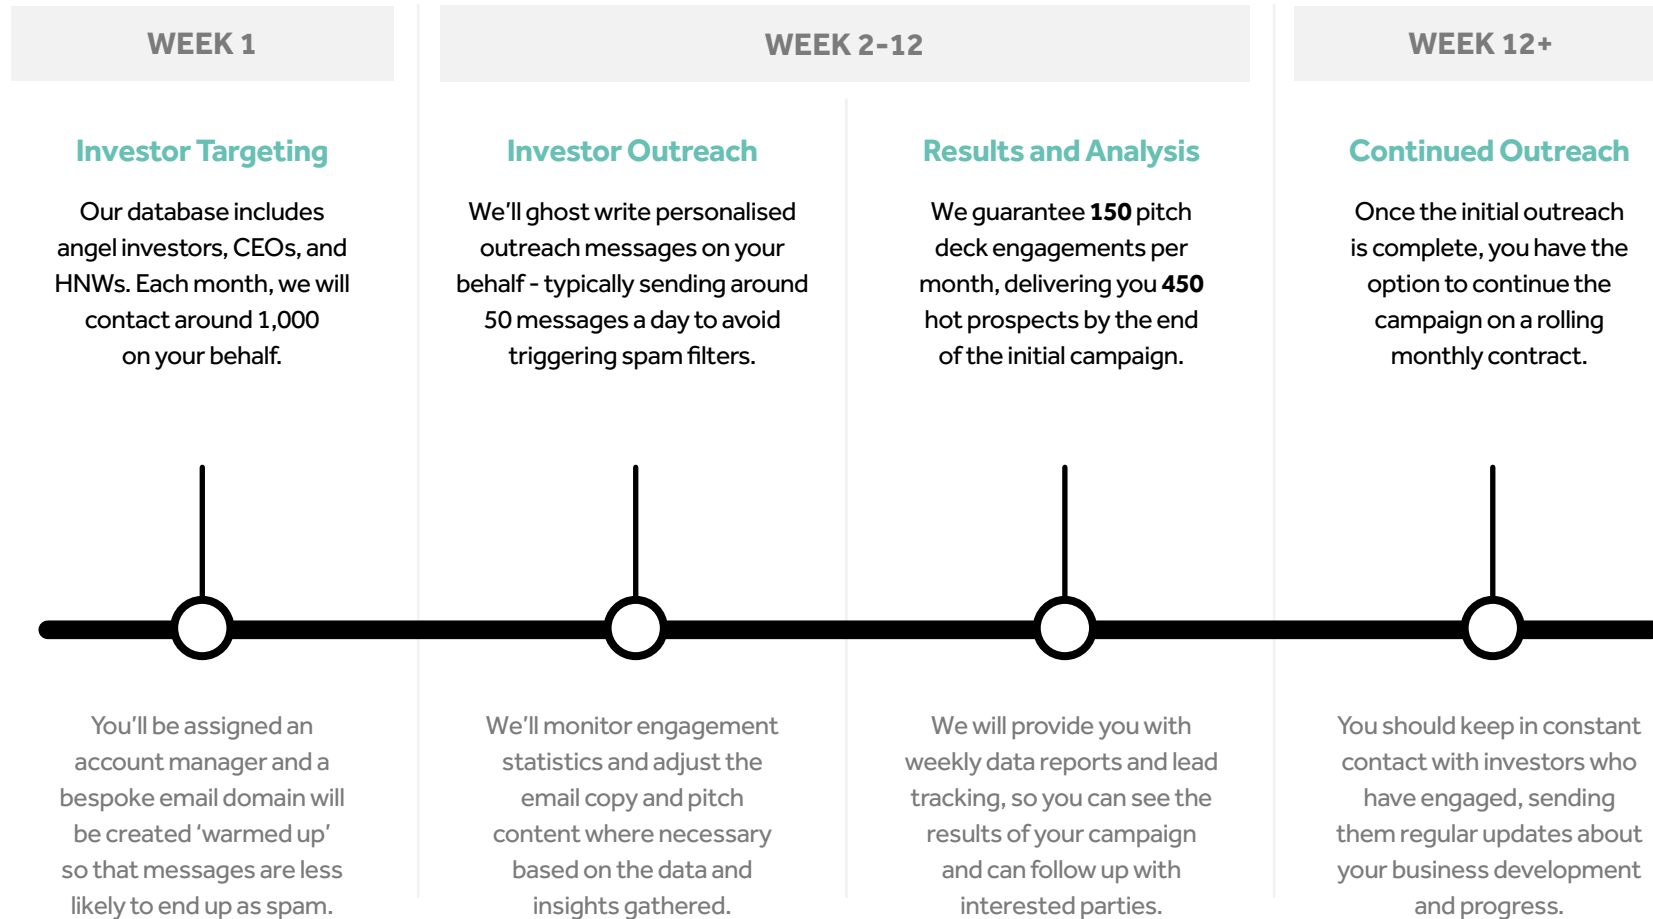 WEEK 1
WEEK 2-12
WEEK 12+
Investor Targeting
Our database includes
angel investors, CEOs, and
HNWs. Each month, we will
contact around 1,000
on your behalf.
Investor Outreach
We'll ghost write personalised
outreach messages on your
behalf - typically sending around
50 messages a day to avoid
triggering spam filters.
Results and Analysis
We guarantee 150 pitch
deck engagements per
month, delivering you 450
hot prospects by the end
of the initial campaign.
Continued Outreach
Once the initial outreach
is complete, you have the
option to continue the
campaign on a rolling
monthly contract.
You'll be assigned an
account manager and a
bespoke email domain will
be created 'warmed up'
so that messages are less
likely to end up as spam.
We'll monitor engagement
statistics and adjust the
email copy and pitch
content where necessary
based on the data and
insights gathered.
We will provide you with
weekly data reports and lead
tracking, so you can see the
results of your campaign
and can follow up with
interested parties.
You should keep in constant
contact with investors who
have engaged, sending
them regular updates about
your business development
and progress.